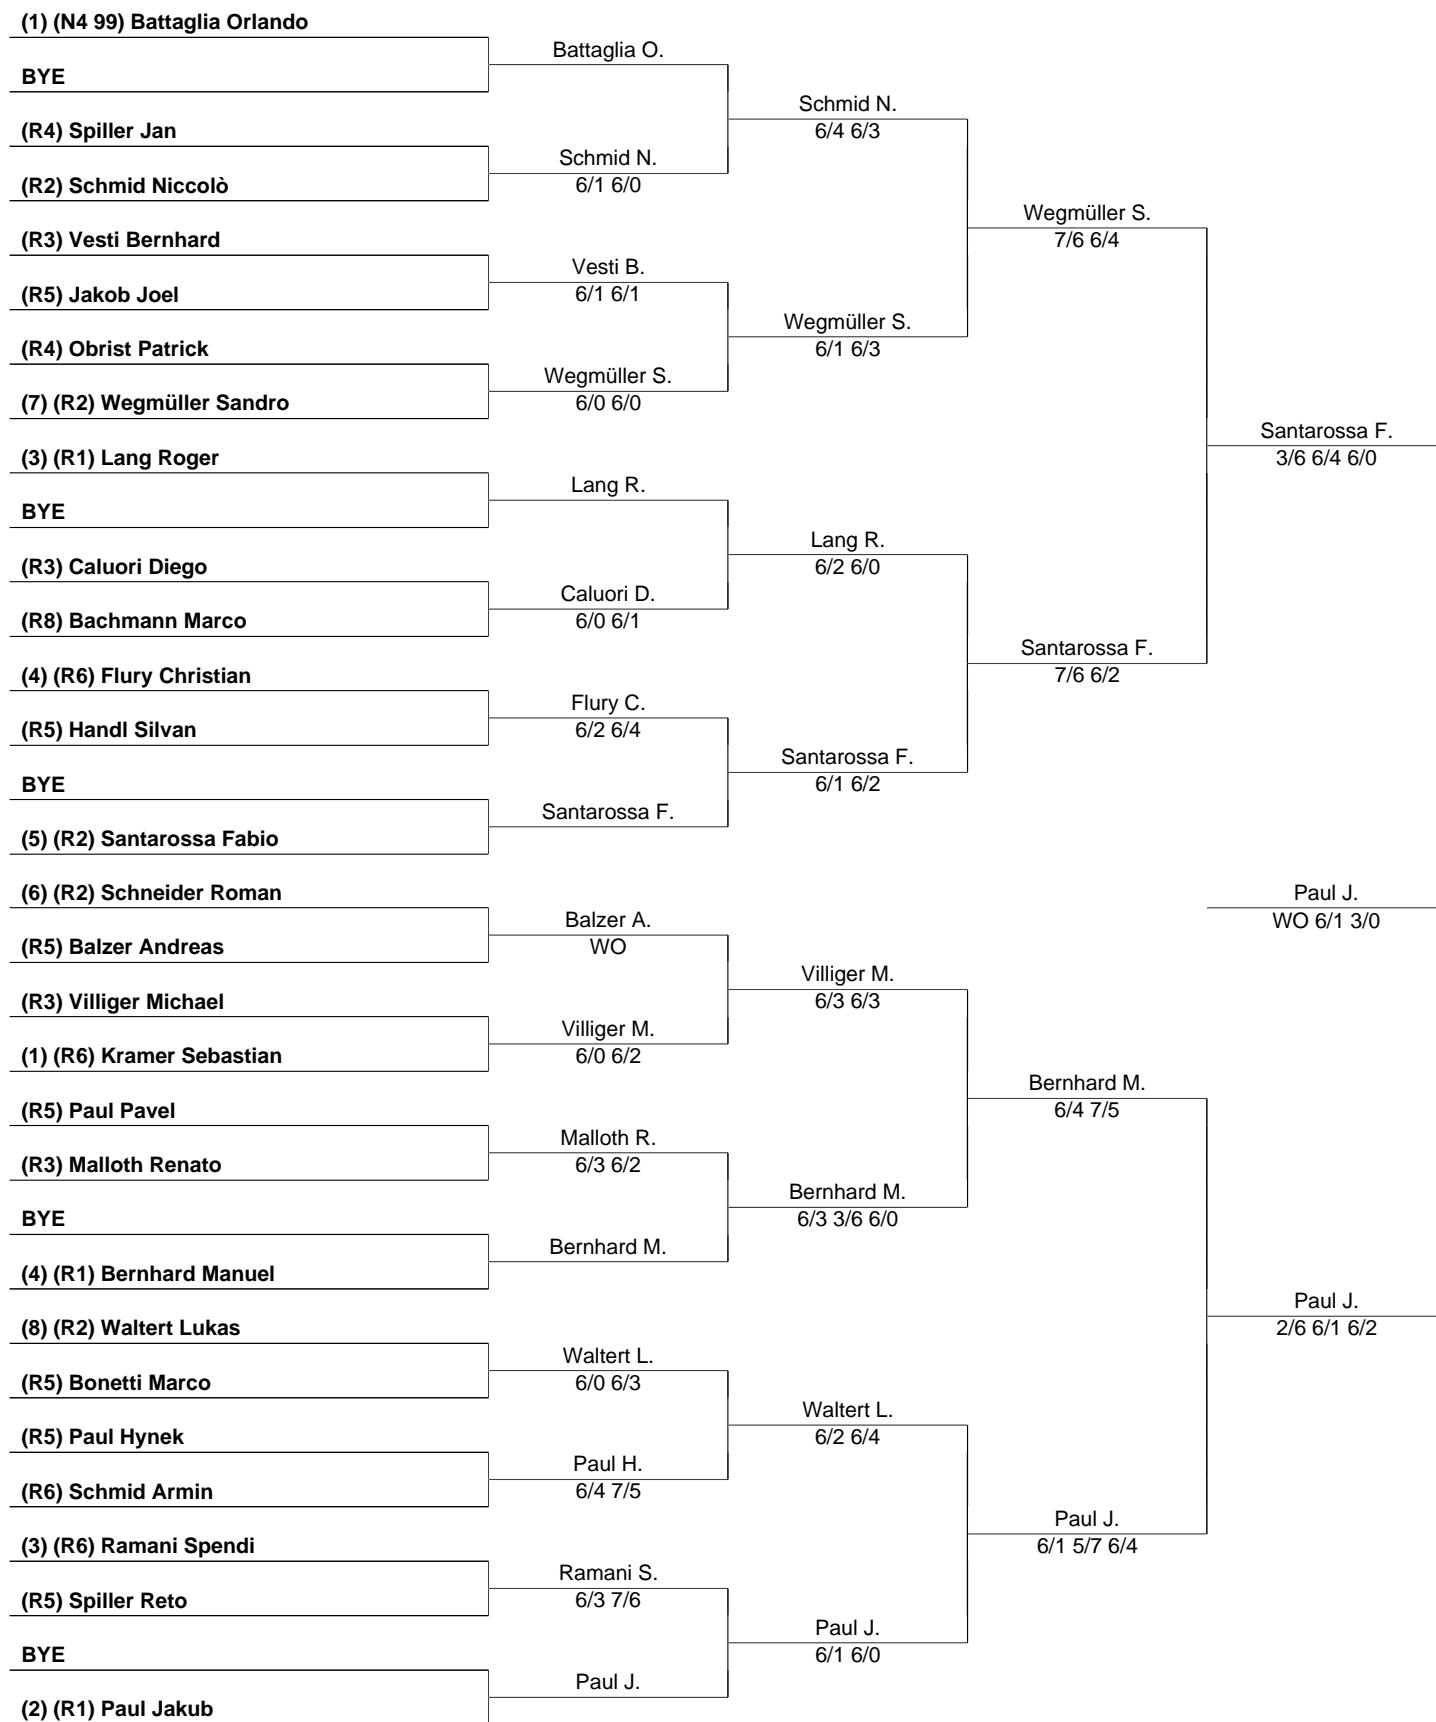 (1) (N4 99) Battaglia Orlando
Battaglia O.
BYE
Schmid N.
6/4 6/3
(R4) Spiller Jan
Schmid N.
6/1 6/0
(R2) Schmid Niccolò
Wegmüller S.
7/6 6/4
(R3) Vesti Bernhard
Vesti B.
6/1 6/1
(R5) Jakob Joel
Wegmüller S.
6/1 6/3
(R4) Obrist Patrick
Wegmüller S.
6/0 6/0
(7) (R2) Wegmüller Sandro
Santarossa F.
3/6 6/4 6/0
(3) (R1) Lang Roger
Lang R.
BYE
Lang R.
6/2 6/0
(R3) Caluori Diego
Caluori D.
6/0 6/1
(R8) Bachmann Marco
Santarossa F.
7/6 6/2
(4) (R6) Flury Christian
Flury C.
6/2 6/4
(R5) Handl Silvan
Santarossa F.
6/1 6/2
BYE
Santarossa F.
(5) (R2) Santarossa Fabio
(6) (R2) Schneider Roman
Paul J.
WO 6/1 3/0
Balzer A.
WO
(R5) Balzer Andreas
Villiger M.
6/3 6/3
(R3) Villiger Michael
Villiger M.
6/0 6/2
(1) (R6) Kramer Sebastian
Bernhard M.
6/4 7/5
(R5) Paul Pavel
Malloth R.
6/3 6/2
(R3) Malloth Renato
Bernhard M.
6/3 3/6 6/0
BYE
Bernhard M.
(4) (R1) Bernhard Manuel
Paul J.
2/6 6/1 6/2
(8) (R2) Waltert Lukas
Waltert L.
6/0 6/3
(R5) Bonetti Marco
Waltert L.
6/2 6/4
(R5) Paul Hynek
Paul H.
6/4 7/5
(R6) Schmid Armin
Paul J.
6/1 5/7 6/4
(3) (R6) Ramani Spendi
Ramani S.
6/3 7/6
(R5) Spiller Reto
Paul J.
6/1 6/0
BYE
Paul J.
(2) (R1) Paul Jakub